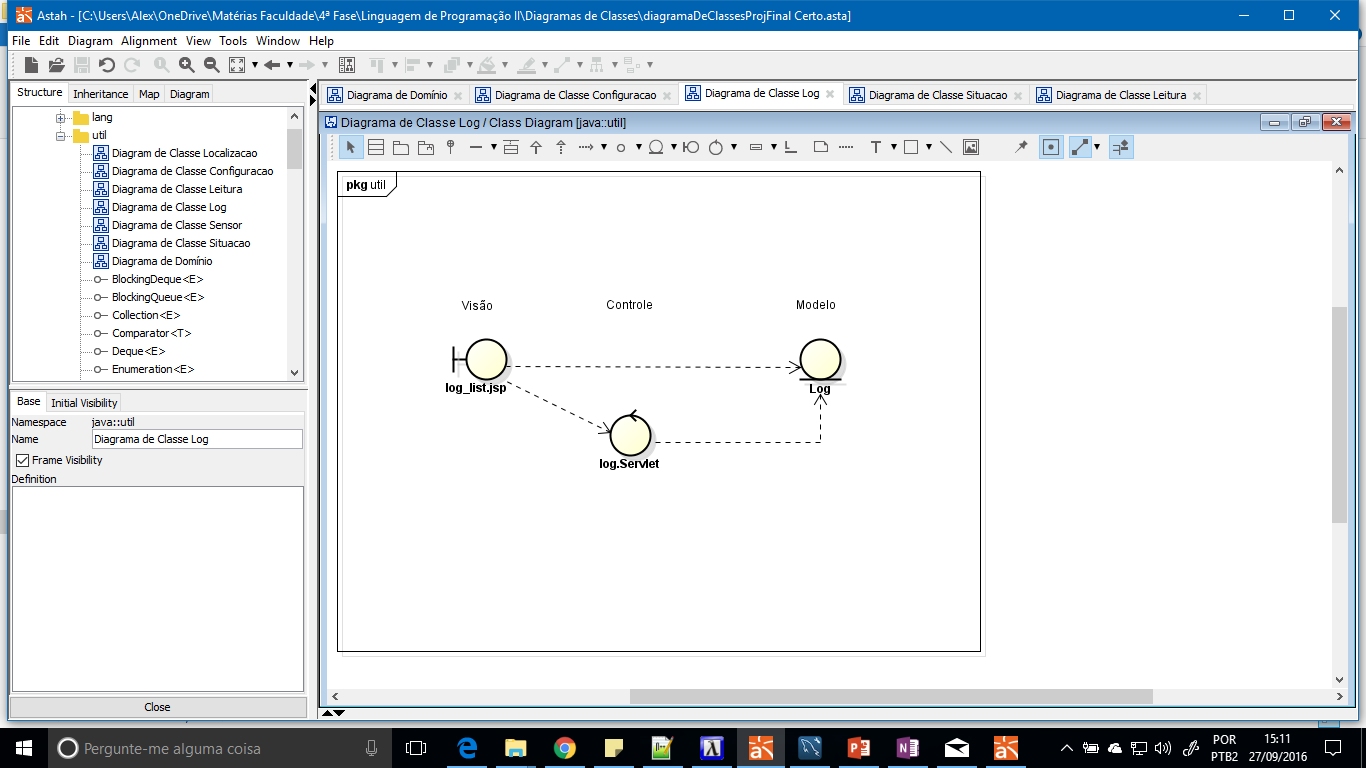 Astah - [C:\Users\Alex\OneDrive\Matérias Faculdade\4ª Fase\Linguagem de Programação II\Diagramas de Classes\diagramaDeClassesProjFinal Certo.asta]
File Edit Diagram Alignment View Tools Window Help
Structure Inheritance Map Diagram
Diagrama de Domínio Diagrama de Classe Configuracao Diagrama de Classe Log Diagrama de Classe Situacao Diagrama de Classe Leitura
Diagrama de Classe Log / Class Diagram [java::util]
lang
util
Diagram de Classe Localizacao
Diagrama de Classe Configuracao
Diagrama de Classe Leitura
Diagrama de Classe Log
Diagrama de Classe Sensor
Diagrama de Classe Situacao
Diagrama de Domínio
BlockingDeque<E>
BlockingQueue<E>
Collection<E>
Comparator<T>
Deque<E>
Enumeration<E>
Base Initial Visibility
Namespace java::util
Name Diagrama de Classe Log
Frame Visibility
Definition
Close
pkg util
Visão Controle Modelo
log_list.jsp
Log
log.Servlet
Pergunte-me alguma coisa
POR
PTB2
15:11
27/09/2016